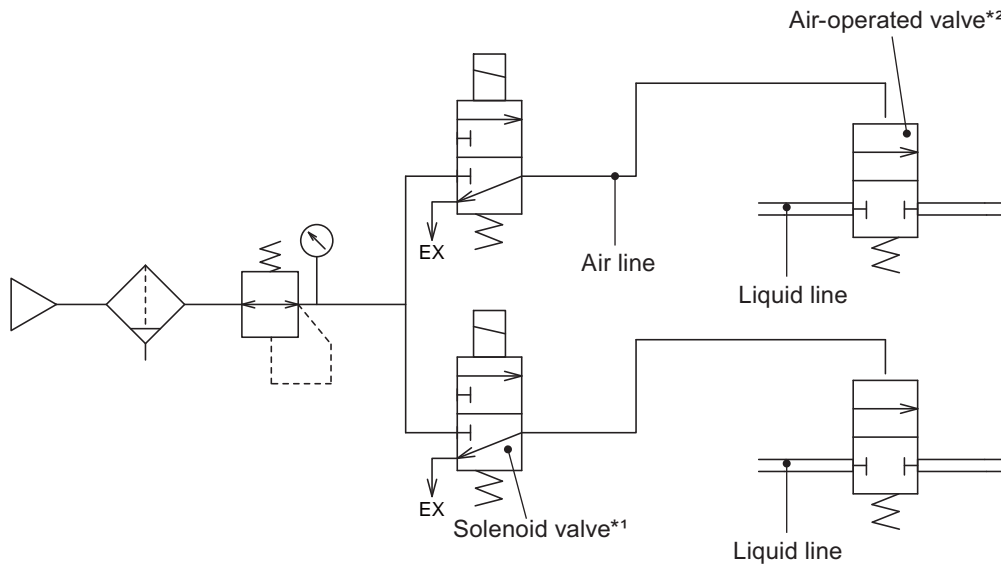 Air-operated valve*²
EX
Air line
Liquid line
EX
Solenoid valve*¹
Liquid line